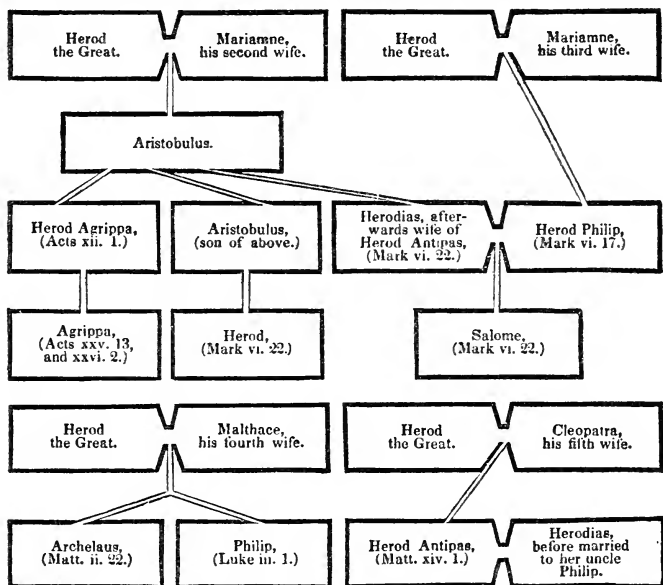 Herod
the Great.
Mariamne,
his second wife.
Herod
the Great.
Mariamne,
his third wife.
Aristobulus.
Herod Agrippa,
(Acts xii. 1.)
Aristobulus,
(son of above.)
Herodias, after-
wards wife of
Herod Antipas,
(Mark vi. 22.)
Herod Philip,
(Mark vi. 17.)
Agrippa,
(Acts xxv. 13,
and xxvi. 2.)
Herod,
(Mark vi. 22.)
Salome,
(Mark vi. 22.)
Herod
the Great.
Malthace,
his fourth wife.
Herod
the Great.
Cleopatra,
his fifth wife.
Archelaus,
(Matt. ii. 22.)
Philip,
(Luke iii. 1.)
Herod Antipas,
(Matt. xiv. 1.)
Herodias,
before married
to her uncle
Philip.